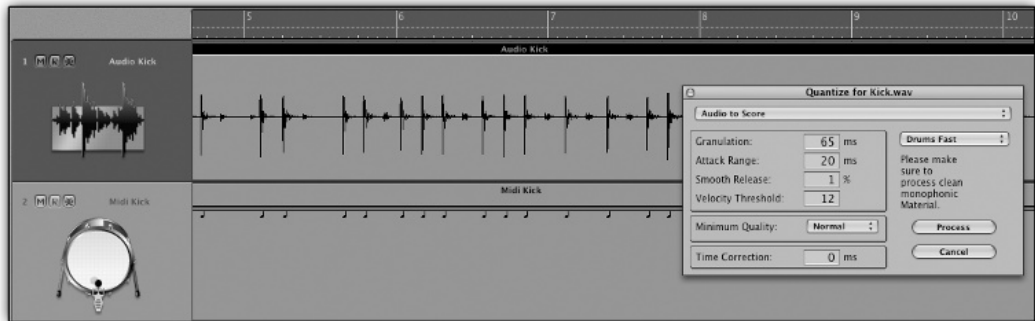 5 6 7 8 9 10
Audio Kick
1 M R Audio Kick
Quantize for Kick.wav
Audio to Score
Granulation: 65 ms
Drums Fast
Attack Range: 20 ms
Smooth Release: 1 %
Velocity Threshold: 12
Please make
sure to
process clean
monophonic
Material.
Midi Kick
2 M R Midi Kick
Minimum Quality: Normal
Process
Time Correction: 0 ms
Cancel